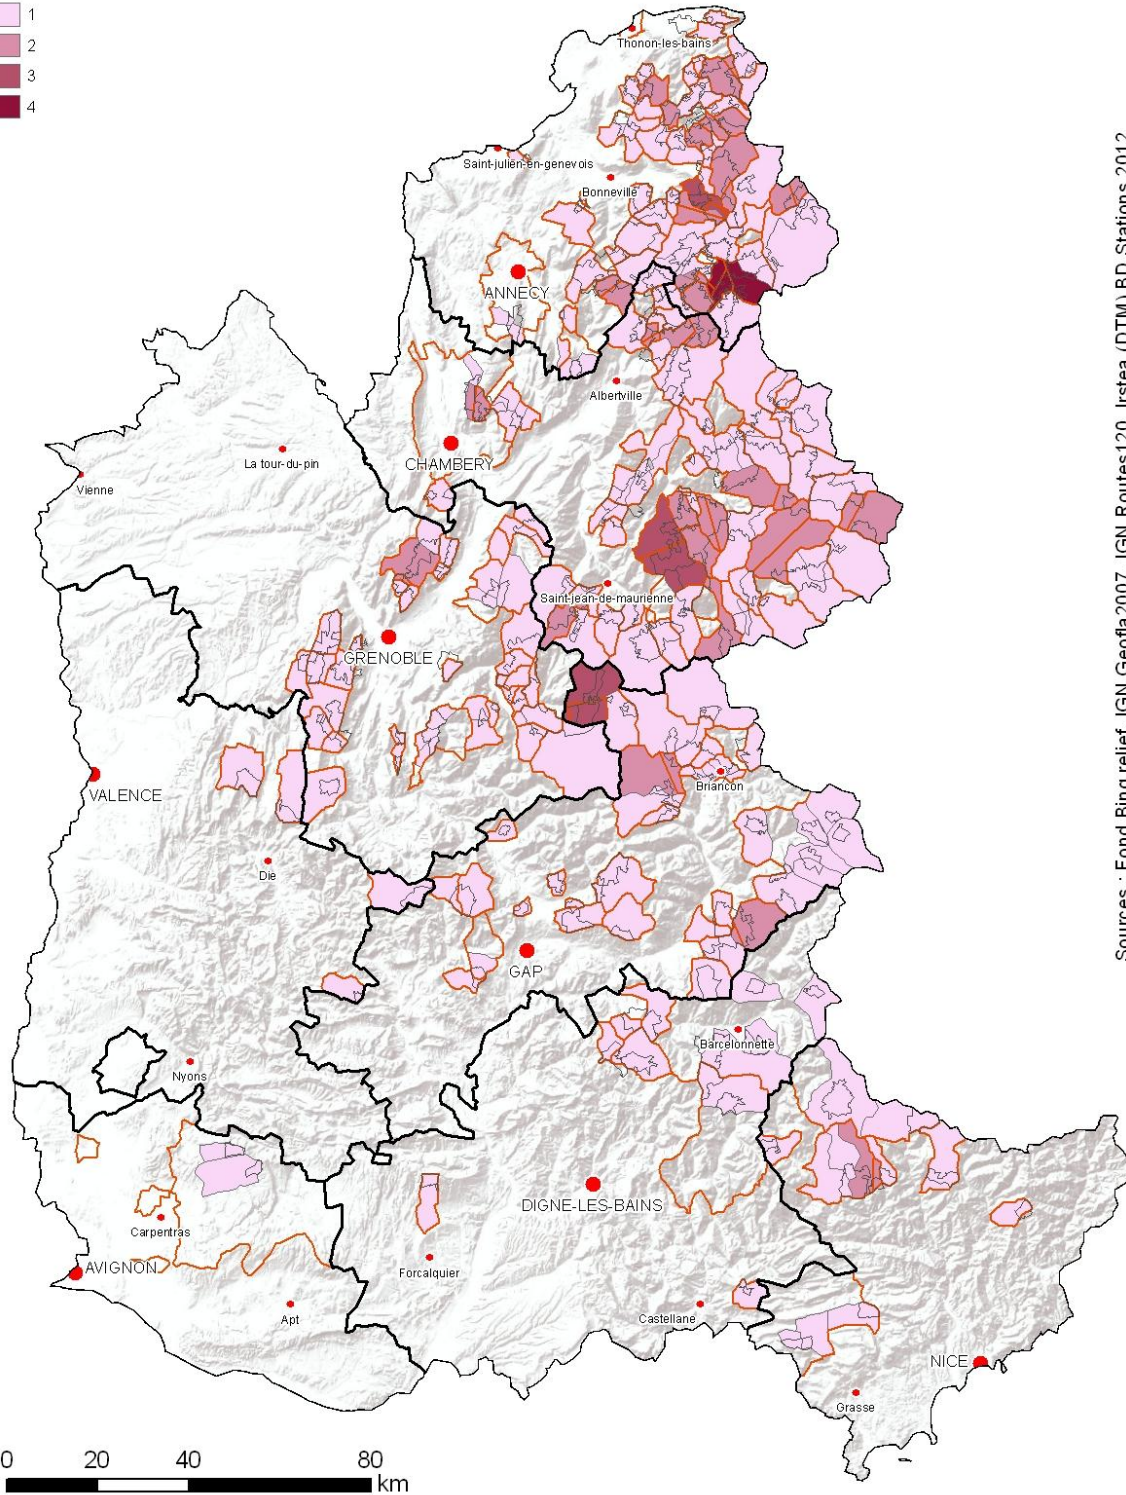 1
2
3
4
Thonon-les-bains
Saint-julien-en-genevois
Bonneville
ANNECY
Albertville
CHAMBERY
La tour-du-pin
Vienne
Saint-jean-de-maurienne
GRENOBLE
Briancon
VALENCE
Die
GAP
Barcelonnette
Nyons
DIGNE-LES-BAINS
Carpentras
AVIGNON
Forcalquier
Apt
Castellane
NICE
Grasse
0 20 40 80
km
Sources : Fond Bing relief, IGN Geofla 2007, IGN Routes120, Irstea (DTM) BD Stations 2012